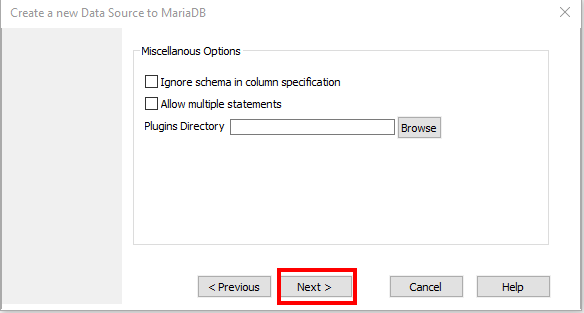 Create a new Data Source to MariaDB
Miscellanous Options
Ignore schema in column specification
Allow multiple statements
Plugins Directory Browse
< Previous Next > Cancel Help